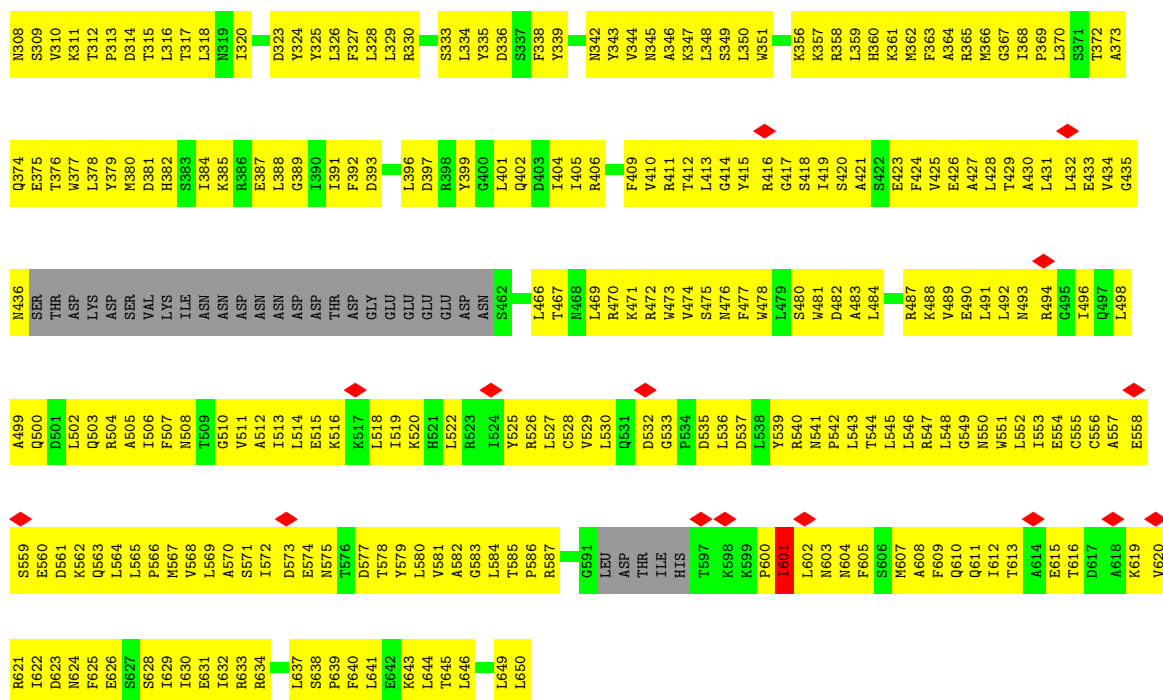 N308 S309 V310 K311 T312 P313 D314 T315 L316 T317 L318 N319 I320 D323 Y324 Y325 L326 F327 L328 L329 R330 S333 L334 Y335 D336 S337 F338 Y339 N342 Y343 V344 N345 A346 K347 L348 S349 L350 W351 K356 K357 R358 L359 H360 K361 M362 F363 A364 R365 M366 G367 I368 P369 L370 S371 T372 A373
Q374 E375 T376 W377 L378 Y379 M380 D381 H382 S383 I384 K385 R386 E387 L388 G389 I390 I391 F392 D393 L396 D397 R398 Y399 G400 L401 Q402 D403 I404 I405 R406 F409 V410 R411 T412 L413 G414 Y415 R416 G417 S418 I419 S420 A421 S422 E423 F424 V425 E426 A427 L428 T429 A430 L431 L432 E433 V434 G435
N436 SER THR ASP LYS ASP SER VAL LYS ILE ASN ASN ASP ASN ASN ASP ASP THR ASP GLY GLU GLU GLU GLU ASP ASN S462 L466 T467 N468 L469 R470 K471 R472 W473 V474 S475 N476 F477 W478 L479 S480 W481 D482 A483 L484 R487 K488 V489 E490 L491 L492 N493 R494 G495 I496 Q497 L498
A499 Q500 D501 L502 Q503 R504 A505 I506 F507 N508 T509 G510 V511 A512 I513 L514 E515 K516 K517 L518 I519 K520 H521 L522 R523 I524 Y525 R526 L527 C528 V529 L530 Q531 D532 G533 P534 D535 L536 D537 L538 Y539 R540 N541 P542 L543 T544 L545 L546 R547 L548 G549 N550 W551 L552 I553 E554 C555 C556 A557 E558
S559 E560 D561 K562 Q563 L564 L565 P566 M567 V568 L569 A570 S571 I572 D573 E574 N575 T576 D577 T578 Y579 L580 V581 A582 G583 L584 T585 P586 R587 G591 LEU ASP THR ILE HIS T597 K598 K599 P600 I601 L602 N603 N604 F605 S606 M607 A608 F609 Q610 Q611 I612 T613 A614 E615 T616 D617 A618 K619 V620
R621 I622 D623 N624 F625 E626 S627 S628 I629 I630 E631 I632 R633 R634 L637 S638 P639 F640 L641 E642 K643 L644 T645 L646 L649 L650